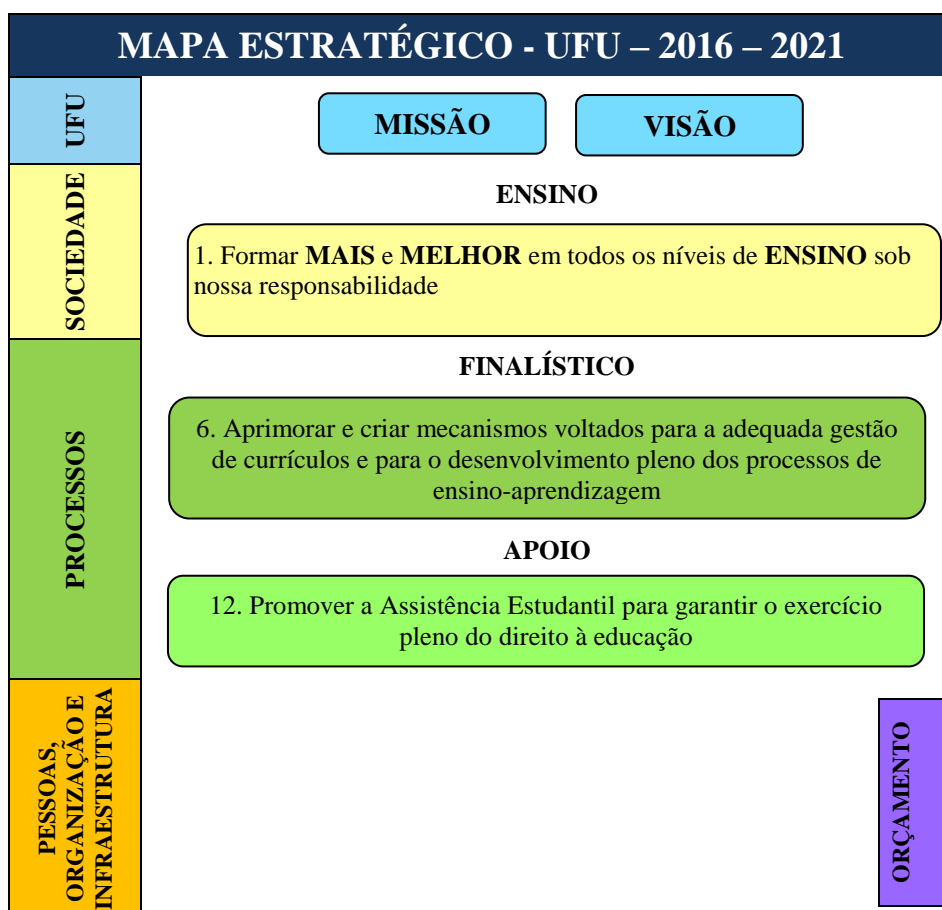 MAPA ESTRATÉGICO - UFU – 2016 – 2021
UFU
MISSÃO
VISÃO
SOCIEDADE
ENSINO
1. Formar MAIS e MELHOR em todos os níveis de ENSINO sob
nossa responsabilidade
PROCESSOS
FINALÍSTICO
6. Aprimorar e criar mecanismos voltados para a adequada gestão
de currículos e para o desenvolvimento pleno dos processos de
ensino-aprendizagem
APOIO
12. Promover a Assistência Estudantil para garantir o exercício
pleno do direito à educação
PESSOAS,
ORGANIZAÇÃO E
INFRAESTRUTURA
ORÇAMENTO